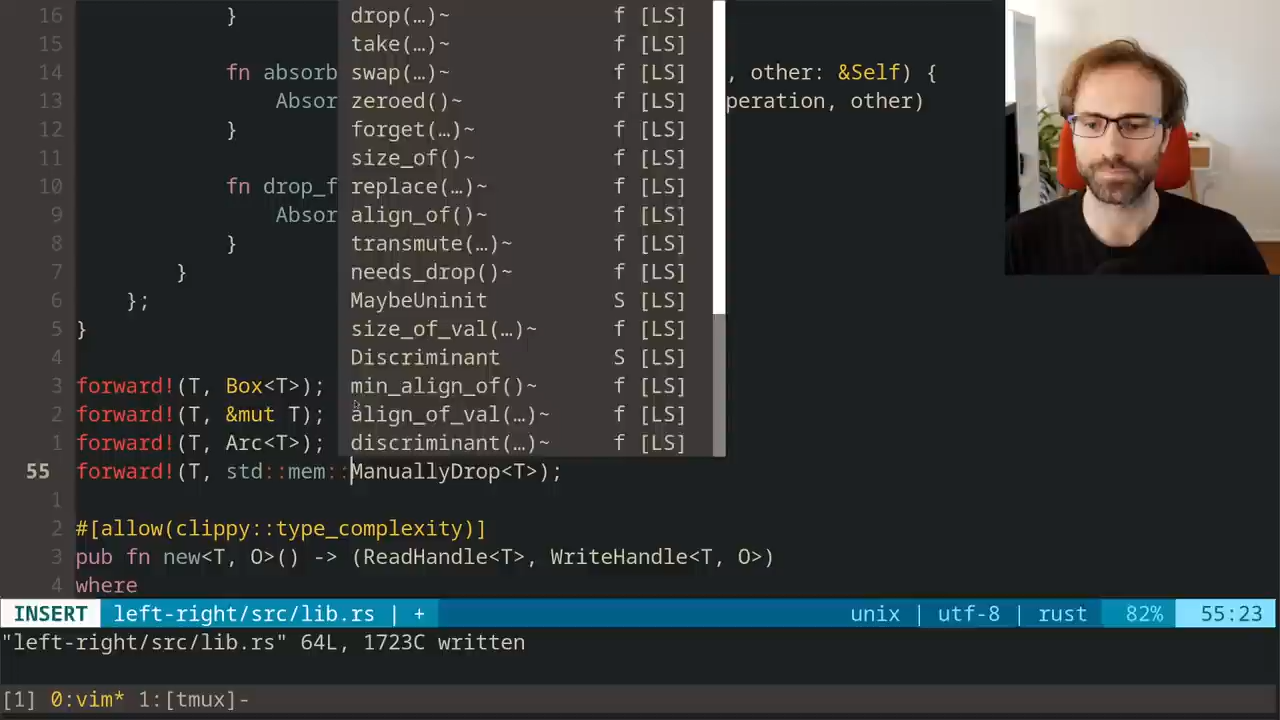 16 } drop(…)~ f [LS]
15 take(…)~ f [LS]
14 fn absorb swap(…)~ f [LS] , other: &Self) {
13 Absor zeroed()~ f [LS] peration, other)
12 } forget(…)~ f [LS]
11 size_of()~ f [LS]
10 fn drop_f replace(…)~ f [LS]
9 Absor align_of()~ f [LS]
8 } transmute(…)~ f [LS]
7 } needs_drop()~ f [LS]
6 }; MaybeUninit S [LS]
5 } size_of_val(…)~ f [LS]
4 Discriminant S [LS]
3 forward!(T, Box<T>); min_align_of()~ f [LS]
2 forward!(T, &mut T); align_of_val(…)~ f [LS]
1 forward!(T, Arc<T>); discriminant(…)~ f [LS]
55 forward!(T, std::mem::ManuallyDrop<T>);
1
2 #[allow(clippy::type_complexity)]
3 pub fn new<T, O>() -> (ReadHandle<T>, WriteHandle<T, O>)
4 where
INSERT left-right/src/lib.rs | + unix | utf-8 | rust 82% 55:23
"left-right/src/lib.rs" 64L, 1723C written
[1] 0:vim* 1:[tmux]-